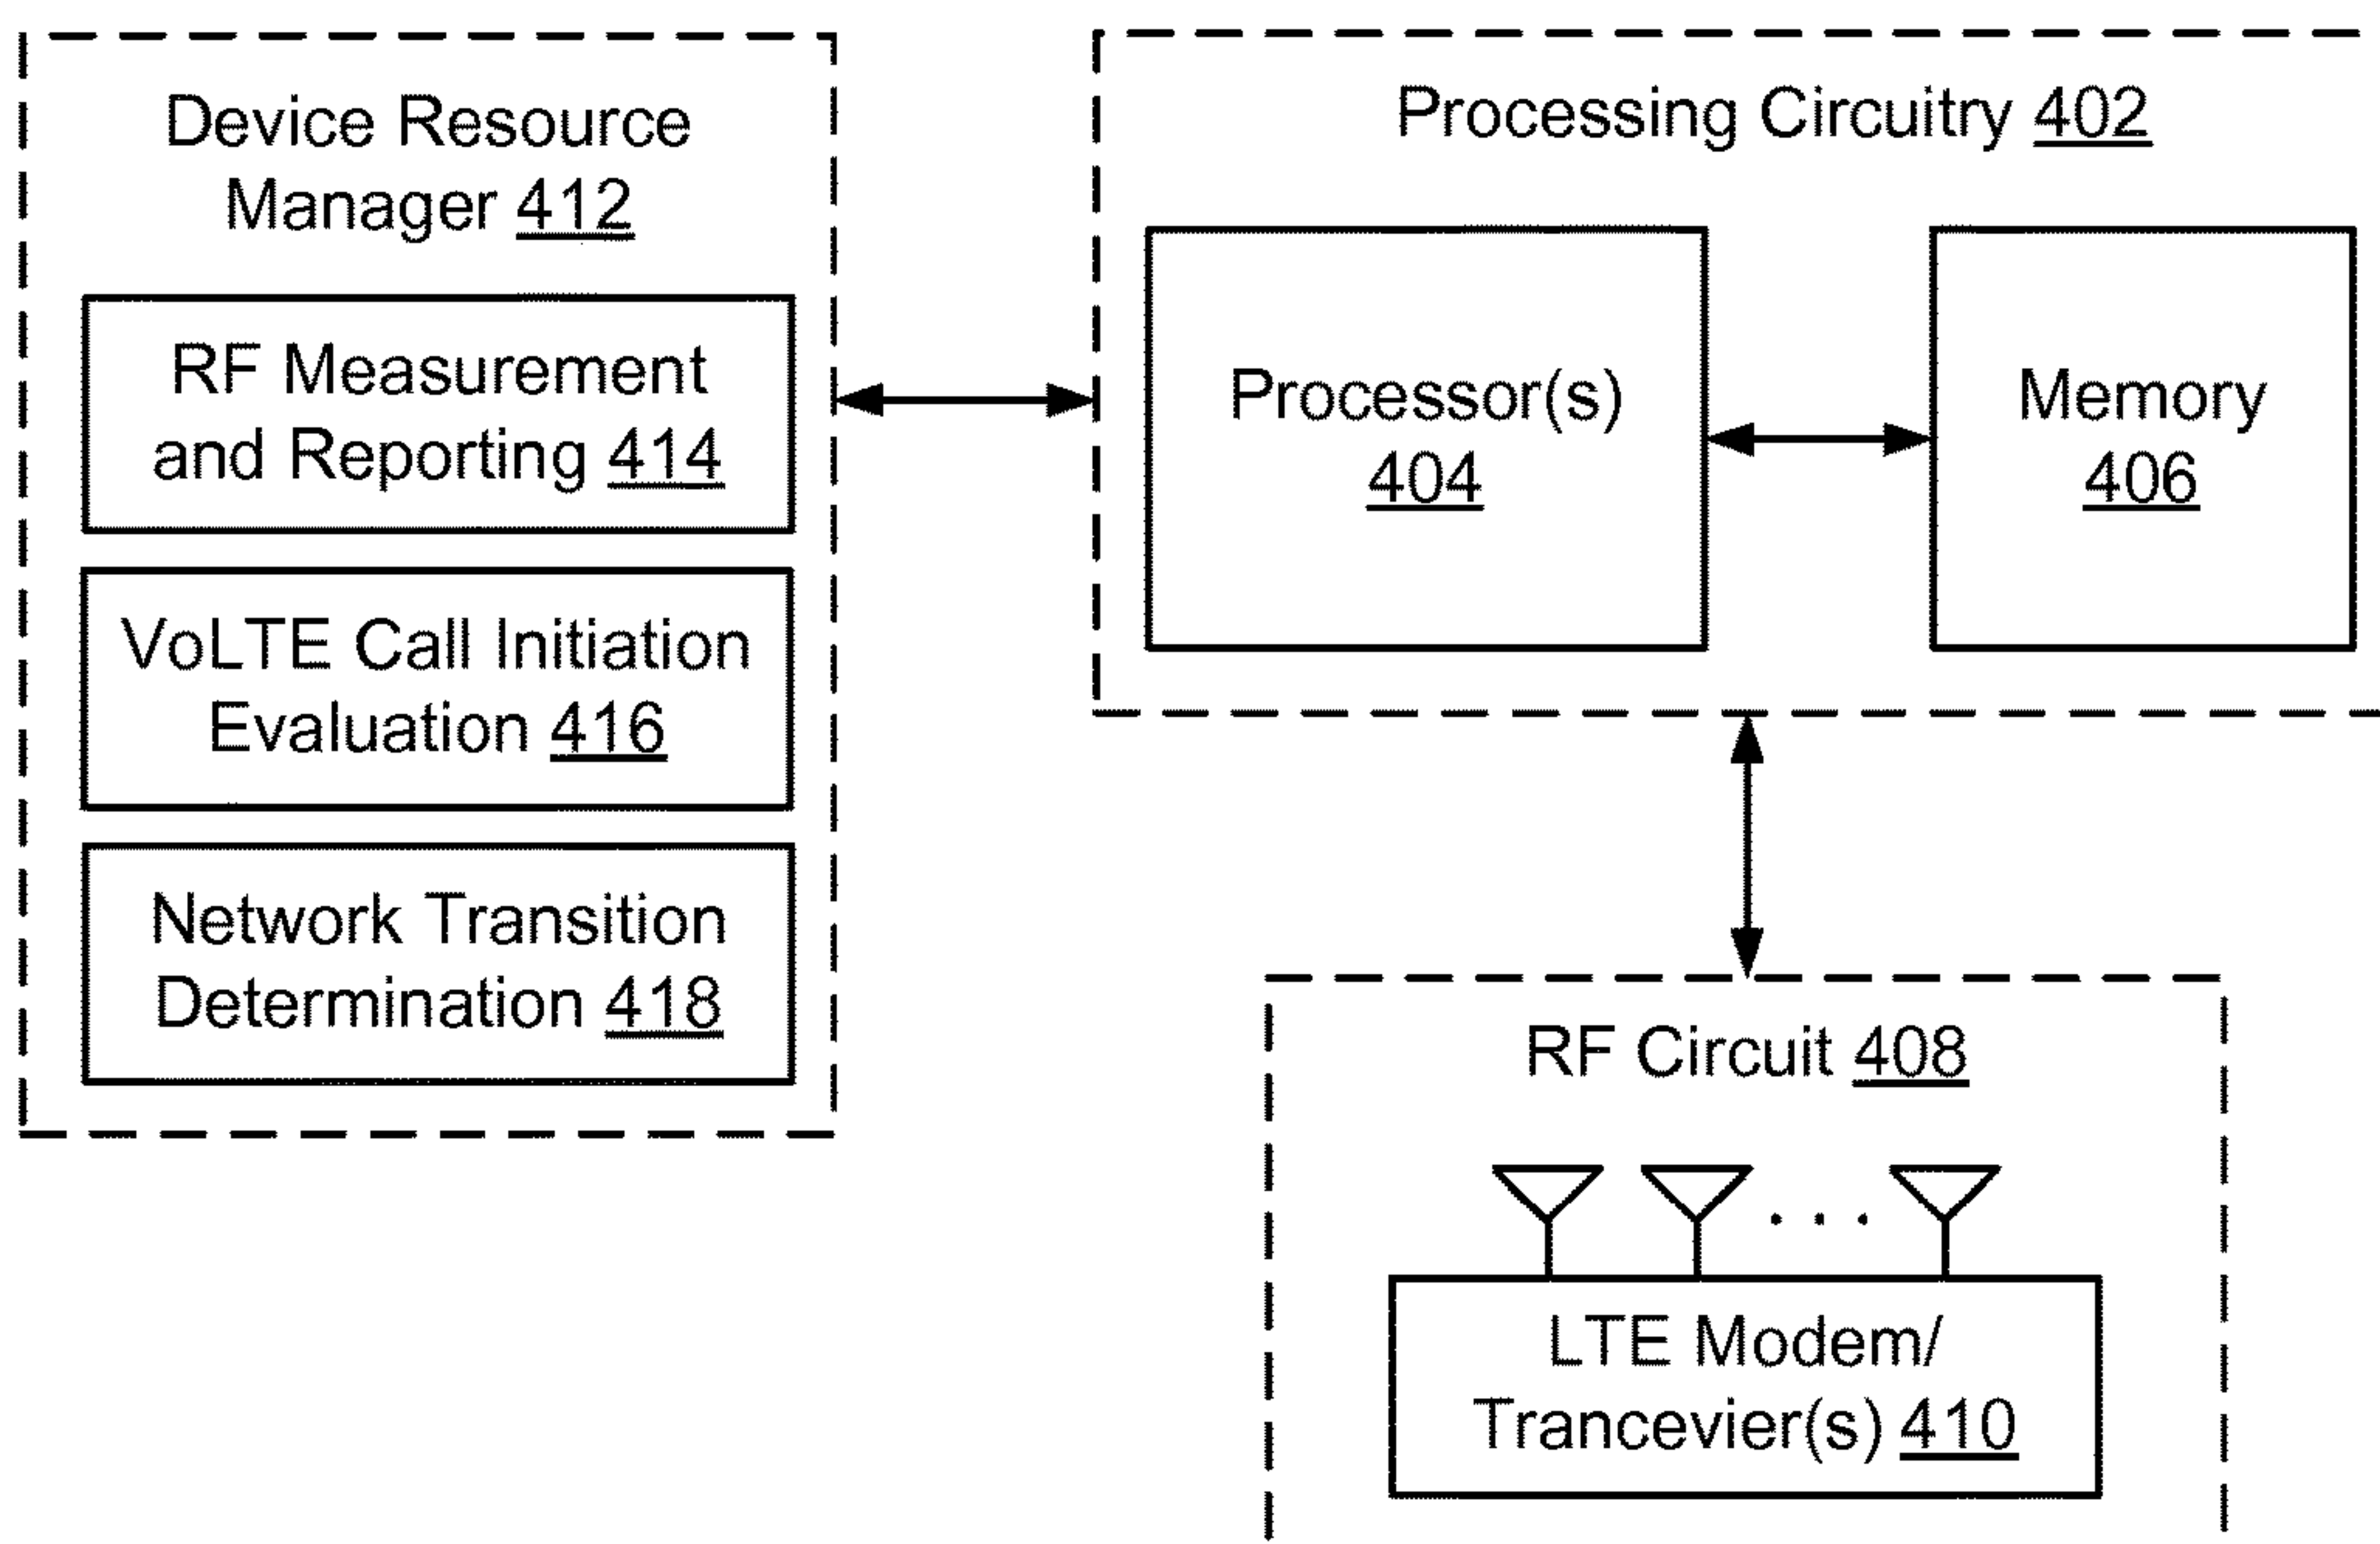 Device Resource
Manager 412
RF Measurement
and Reporting 414
VoLTE Call Initiation
Evaluation 416
Network Transition
Determination 418
Processing Circuitry 402
Processor(s)
404
Memory
406
RF Circuit 408
. . .
LTE Modem/
Trancevier(s) 410